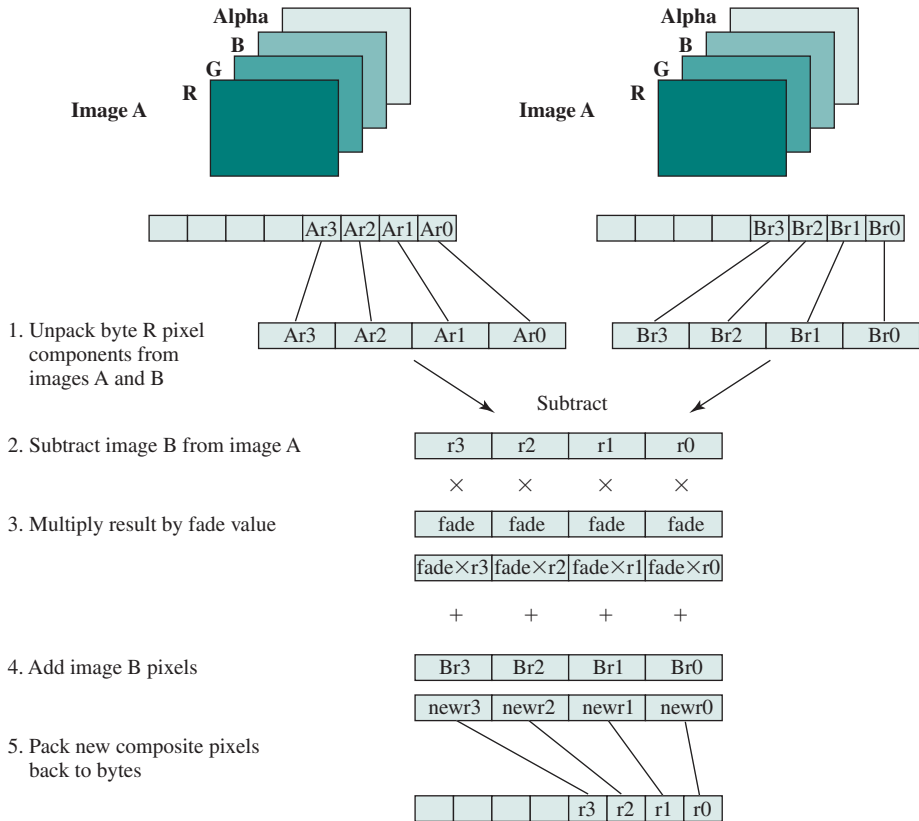 Alpha
B
G
R
Image A
Alpha
B
G
R
Image A
Ar3 Ar2 Ar1 Ar0
Br3 Br2 Br1 Br0
1. Unpack byte R pixel
components from
images A and B
Ar3 Ar2 Ar1 Ar0
Br3 Br2 Br1 Br0
Subtract
2. Subtract image B from image A
r3 r2 r1 r0
× × × ×
3. Multiply result by fade value
fade fade fade fade
fade×r3 fade×r2 fade×r1 fade×r0
+ + + +
4. Add image B pixels
Br3 Br2 Br1 Br0
newr3 newr2 newr1 newr0
5. Pack new composite pixels
back to bytes
r3 r2 r1 r0